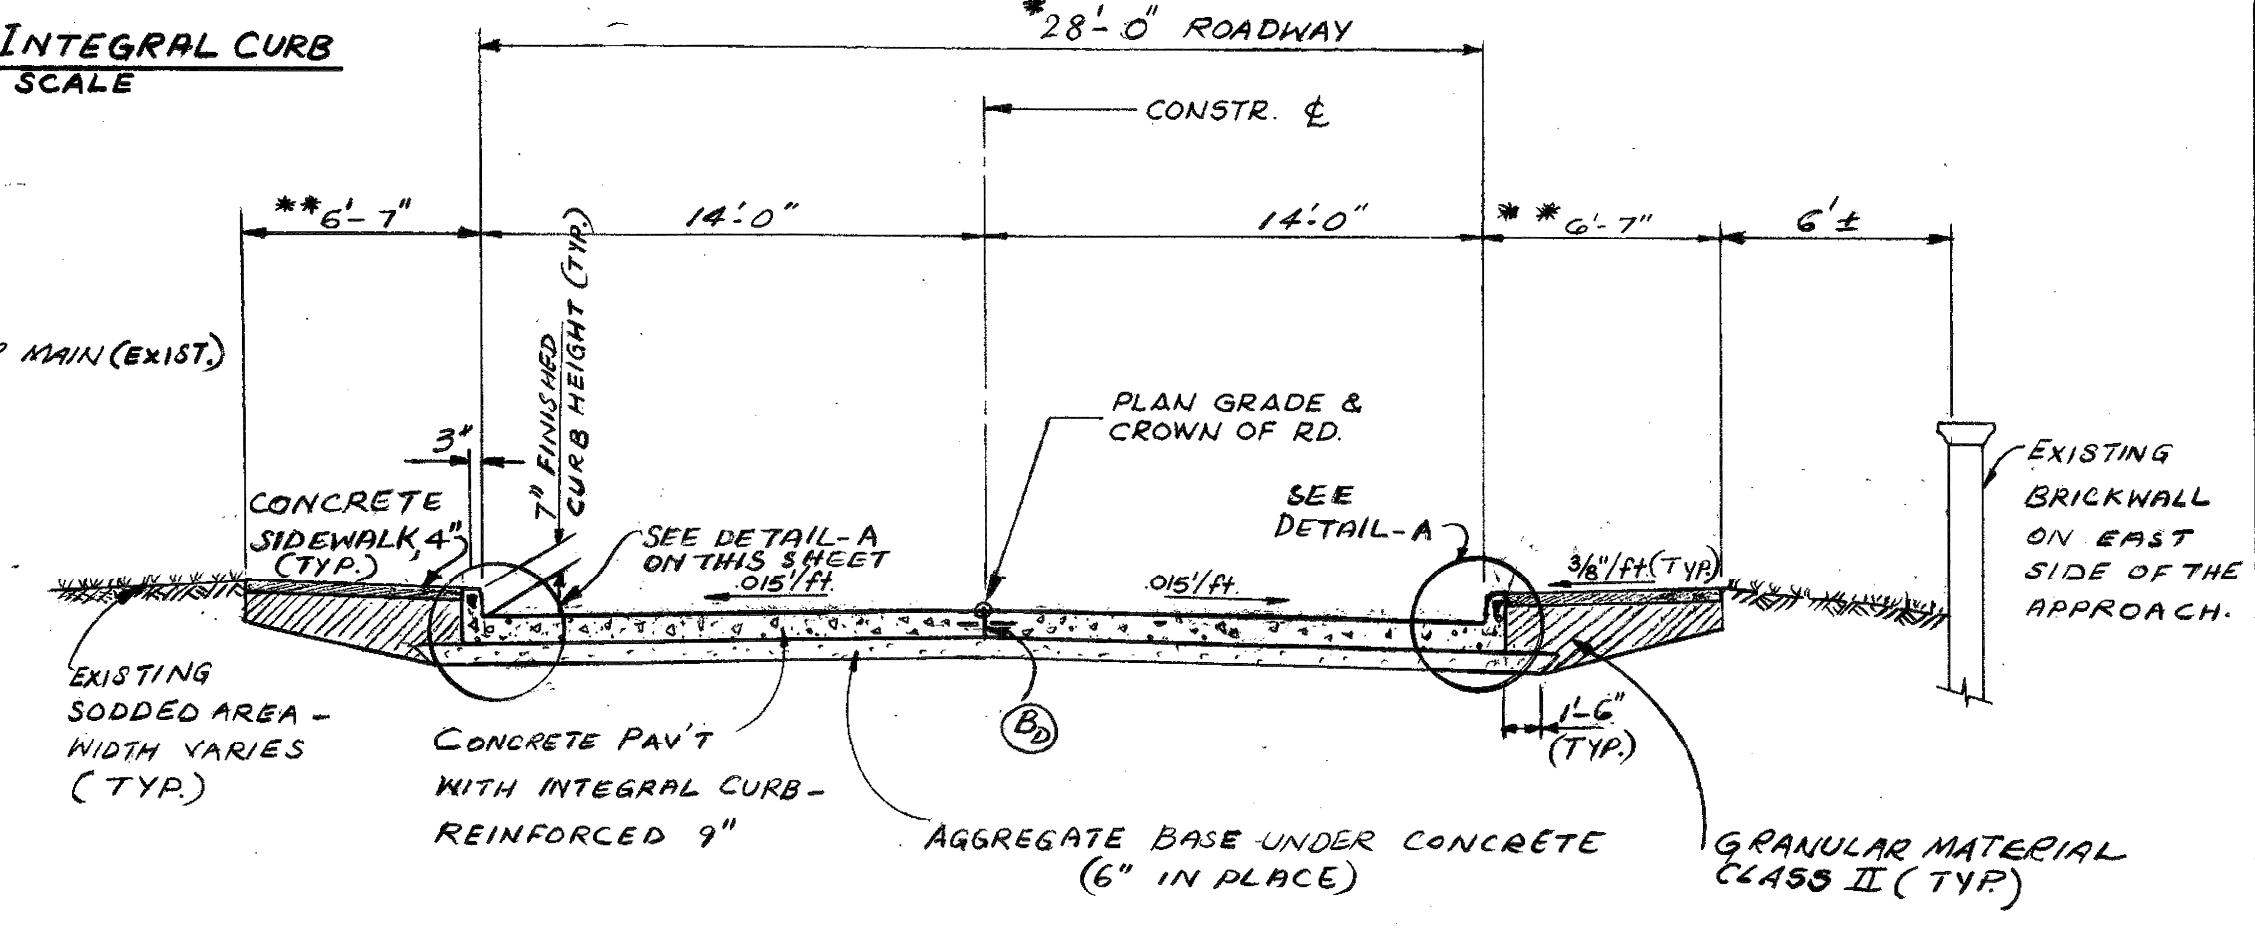 INTEGRAL CURB
SCALE
*28'-0" ROADWAY
CONSTR. ℄
**6'-7"
14'-0"
14'-0"
**6'-7"
6'±
MAIN (EXIST.)
7" FINISHED
CURB HEIGHT (TYP.)
3"
PLAN GRADE &
CROWN OF RD.
CONCRETE
SIDEWALK, 4"
(TYP.)
SEE DETAIL-A
ON THIS SHEET
.015'/ft.
.015'/ft.
SEE
DETAIL-A
3/8"/ft.(TYP.)
EXISTING
BRICKWALL
ON EAST
SIDE OF THE
APPROACH.
EXISTING
SODDED AREA-
WIDTH VARIES
(TYP.)
CONCRETE PAV'T
WITH INTEGRAL CURB-
REINFORCED 9"
BD
1'-6"
(TYP.)
AGGREGATE BASE UNDER CONCRETE
(6" IN PLACE)
GRANULAR MATERIAL
CLASS II (TYP.)